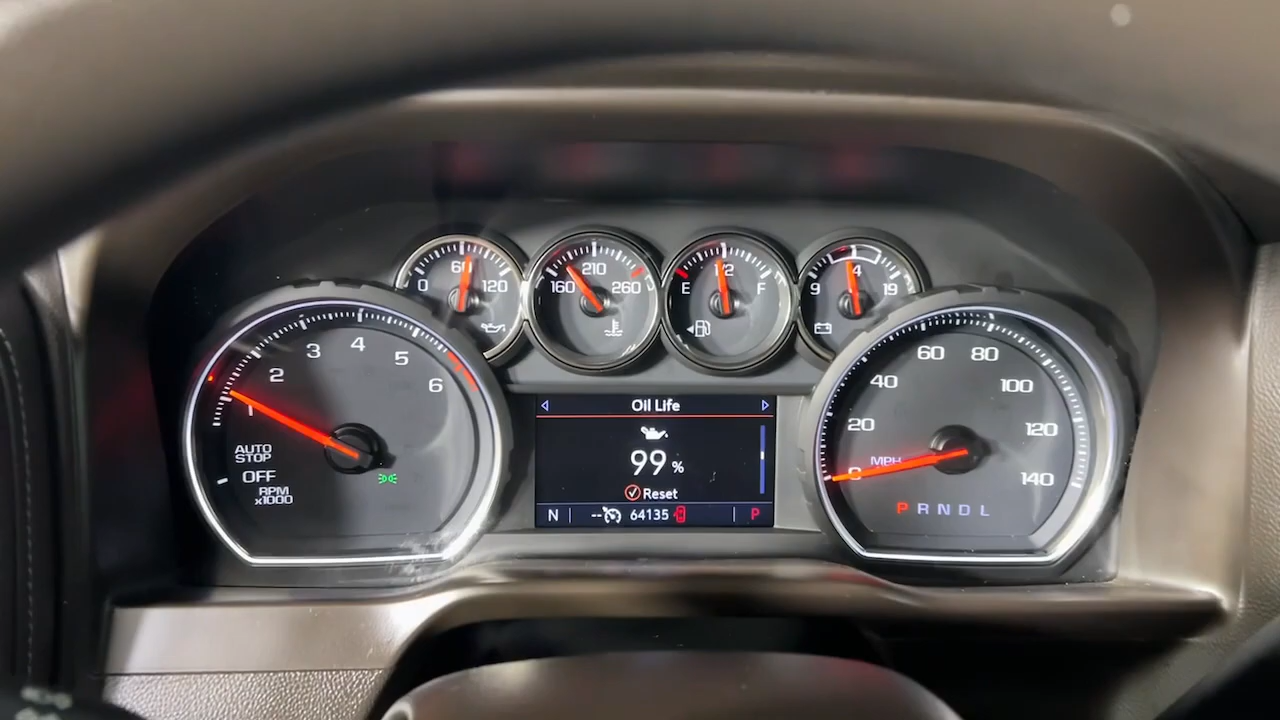 0 60 120
160 210 260
E 1/2 F
9 14 19
1 2 3 4 5 6
AUTO
STOP
OFF
RPM
x1000
Oil Life
99 %
Reset
N -- 64135 P
0 20 40 60 80 100 120 140
MPH
P R N D L